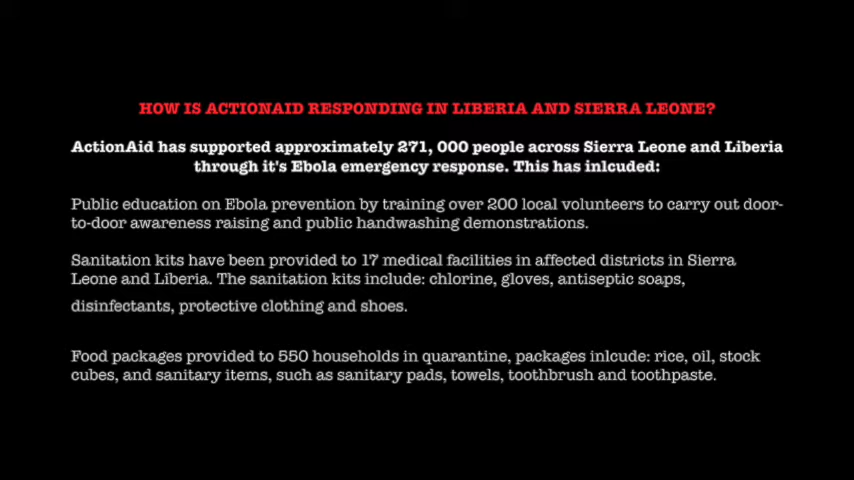 HOW IS ACTIONAID RESPONDING IN LIBERIA AND SIERRA LEONE?
ActionAid has supported approximately 271, 000 people across Sierra Leone and Liberia
through it's Ebola emergency response. This has inlcuded:
Public education on Ebola prevention by training over 200 local volunteers to carry out door-
to-door awareness raising and public handwashing demonstrations.
Sanitation kits have been provided to 17 medical facilities in affected districts in Sierra
Leone and Liberia. The sanitation kits include: chlorine, gloves, antiseptic soaps,
disinfectants, protective clothing and shoes.
Food packages provided to 550 households in quarantine, packages inlcude: rice, oil, stock
cubes, and sanitary items, such as sanitary pads, towels, toothbrush and toothpaste.